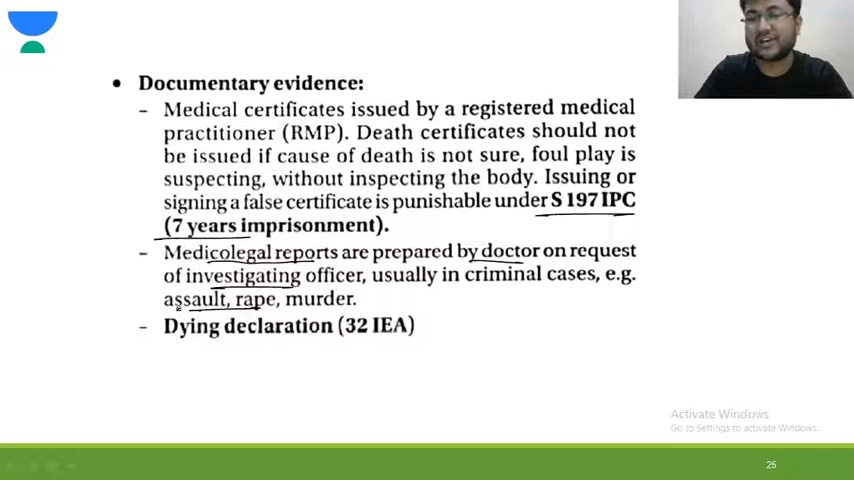 • Documentary evidence:
- Medical certificates issued by a registered medical
practitioner (RMP). Death certificates should not
be issued if cause of death is not sure, foul play is
suspecting, without inspecting the body. Issuing or
signing a false certificate is punishable under S 197 IPC
(7 years imprisonment).
- Medicolegal reports are prepared by doctor on request
of investigating officer, usually in criminal cases, e.g.
assault, rape, murder.
- Dying declaration (32 IEA)
Activate Windows
Go to Settings to activate Windows.
25